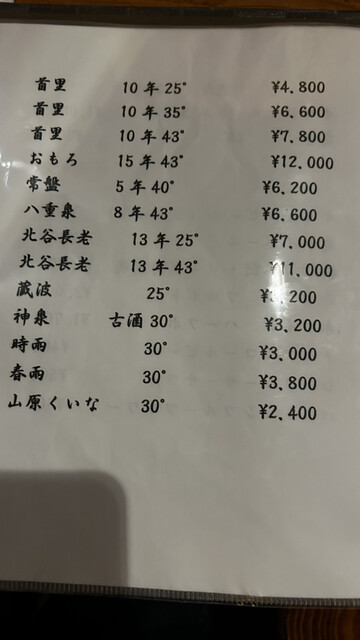 首里 10年25° ¥4,800
首里 10年35° ¥6,600
首里 10年43° ¥7,800
おもろ 15年43° ¥12,000
常盤 5年40° ¥6,200
八重泉 8年43° ¥6,600
北谷長老 13年25° ¥7,000
北谷長老 13年43° ¥11,000
蔵波 25° ,200
神泉 古酒30° ¥3,200
時雨 30° ¥3,000
春雨 30° ¥3,800
山原くいな 30° ¥2,400